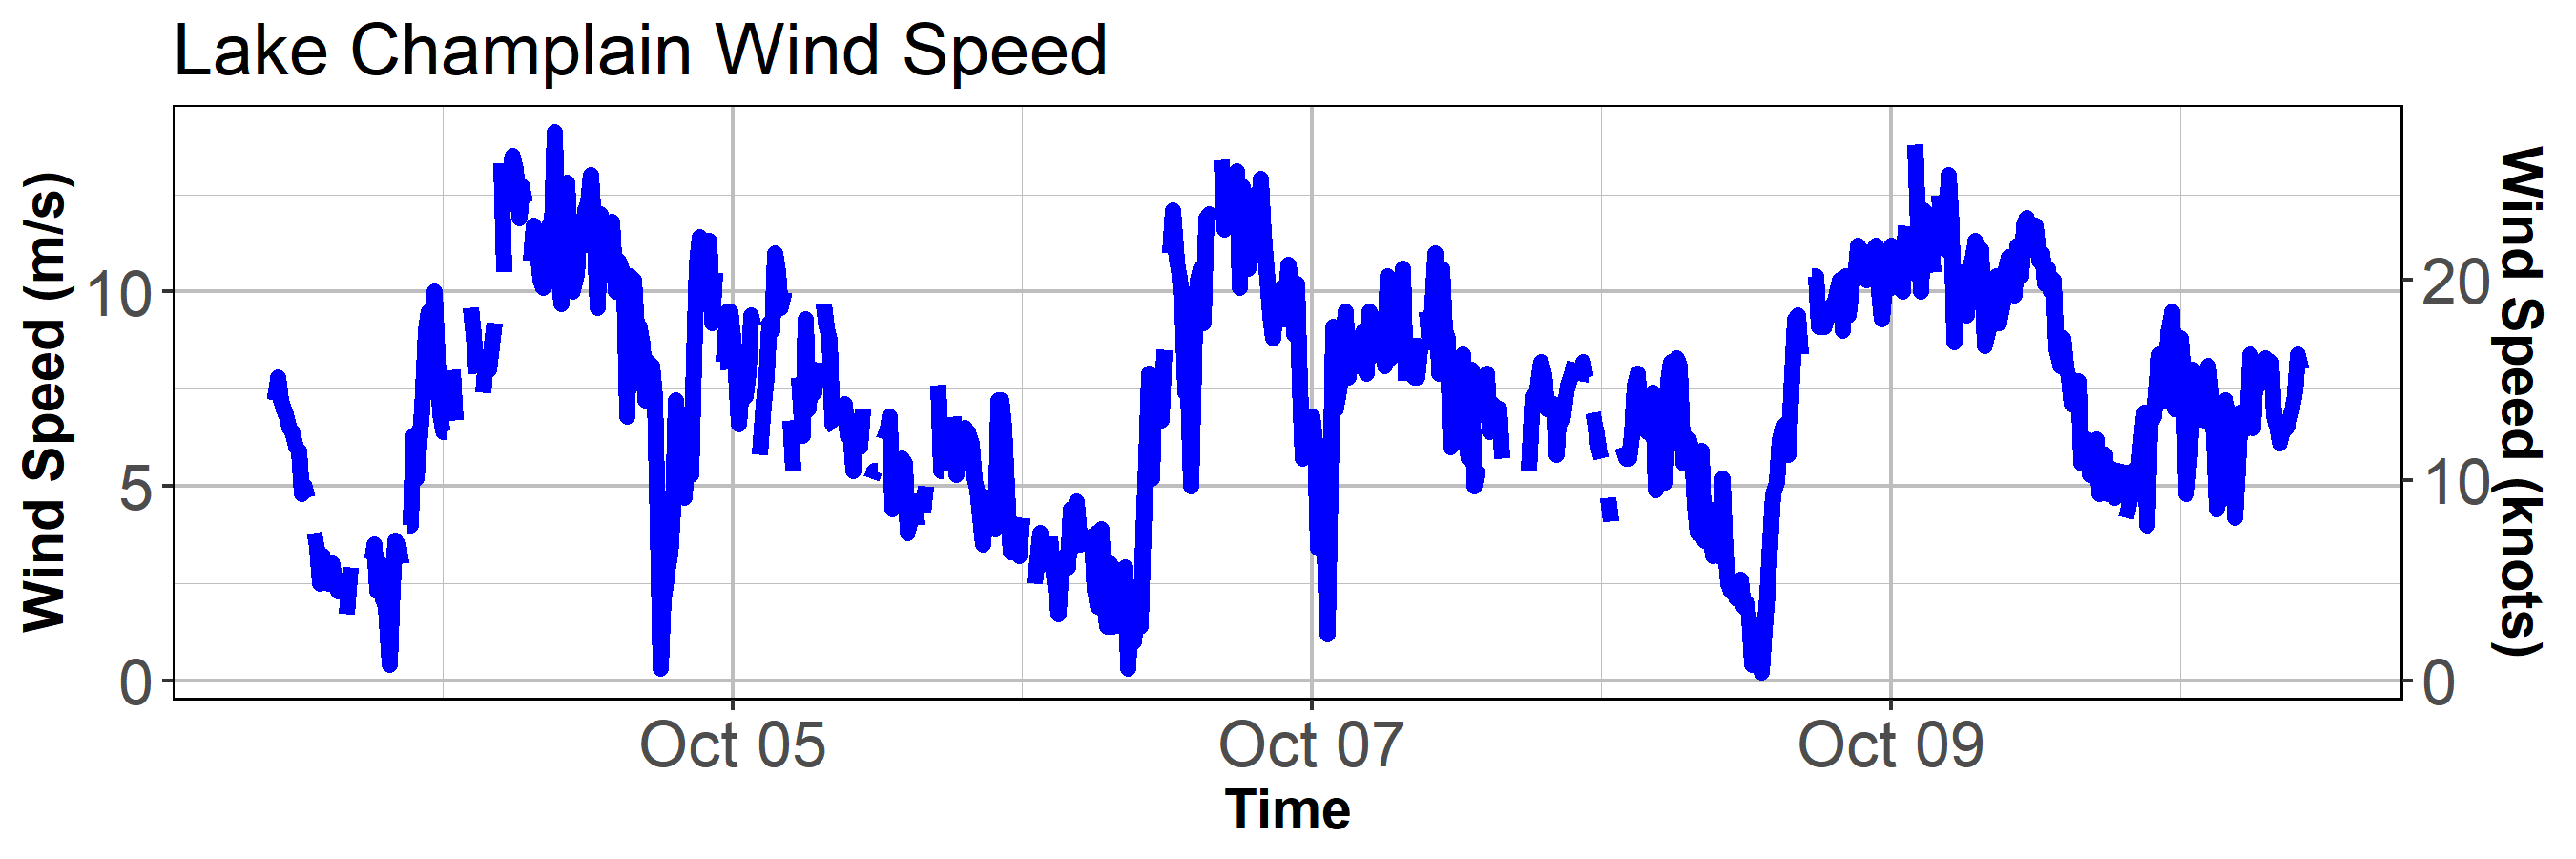 Lake Champlain Wind Speed
Wind Speed (m/s)
10
5
0
20
10
0
Wind Speed (knots)
Oct 05
Oct 07
Oct 09
Time